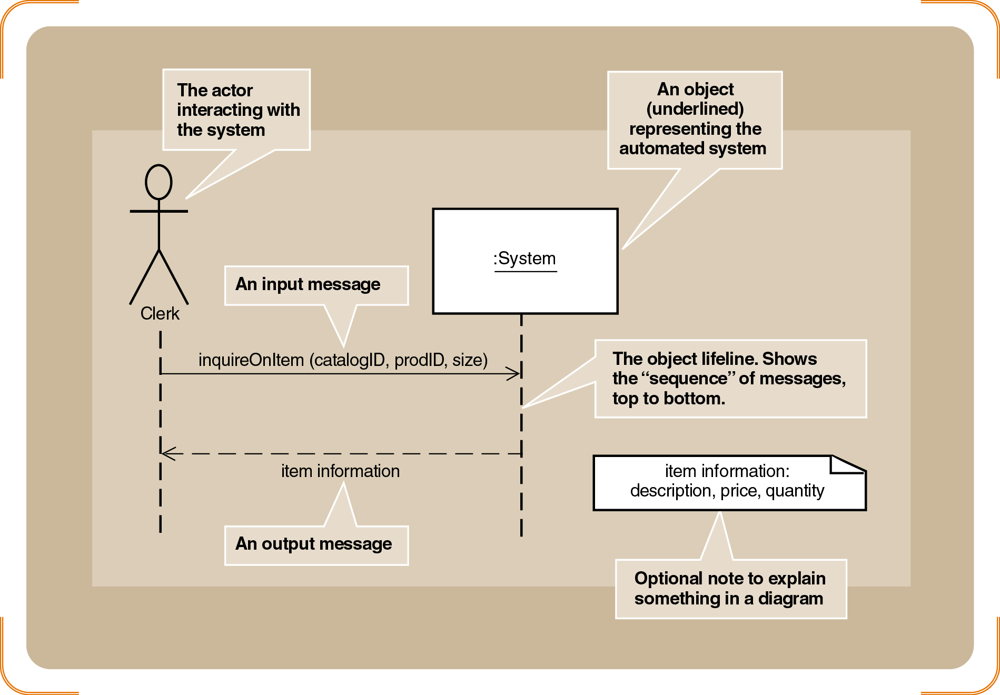 The actor
interacting with
the system
An object
(underlined)
representing the
automated system
:System
An input message
Clerk
inquireOnItem (catalogID, prodID, size)
The object lifeline. Shows
the “sequence” of messages,
top to bottom.
item information
item information:
description, price, quantity
An output message
Optional note to explain
something in a diagram